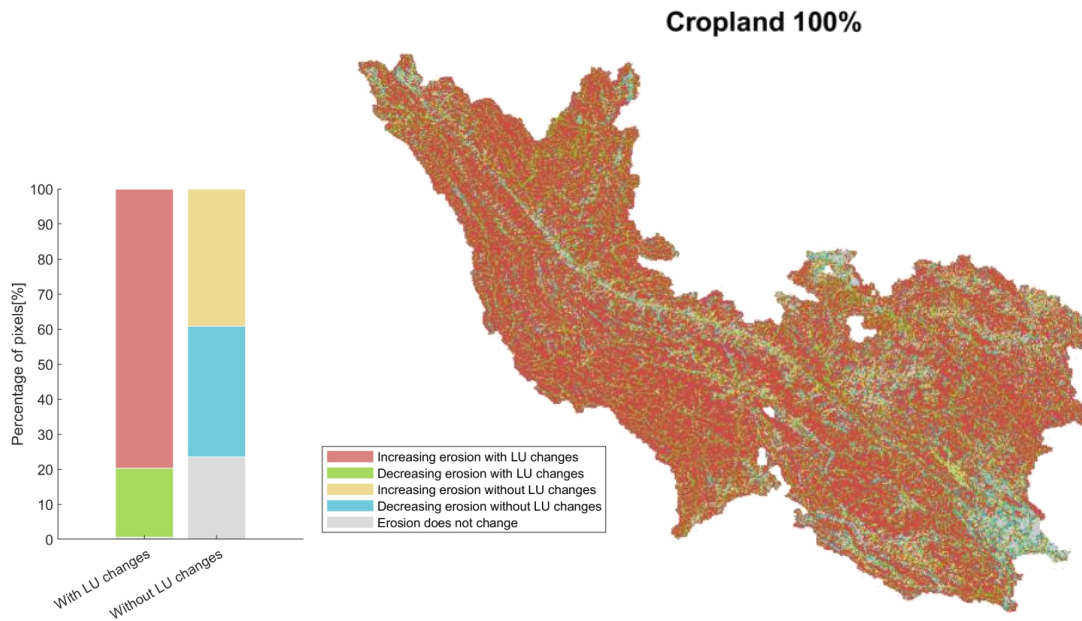 Cropland 100%
Percentage of pixels[%]
100
90
80
70
60
50
40
30
20
10
0
With LU changes
Without LU changes
Increasing erosion with LU changes
Decreasing erosion with LU changes
Increasing erosion without LU changes
Decreasing erosion without LU changes
Erosion does not change